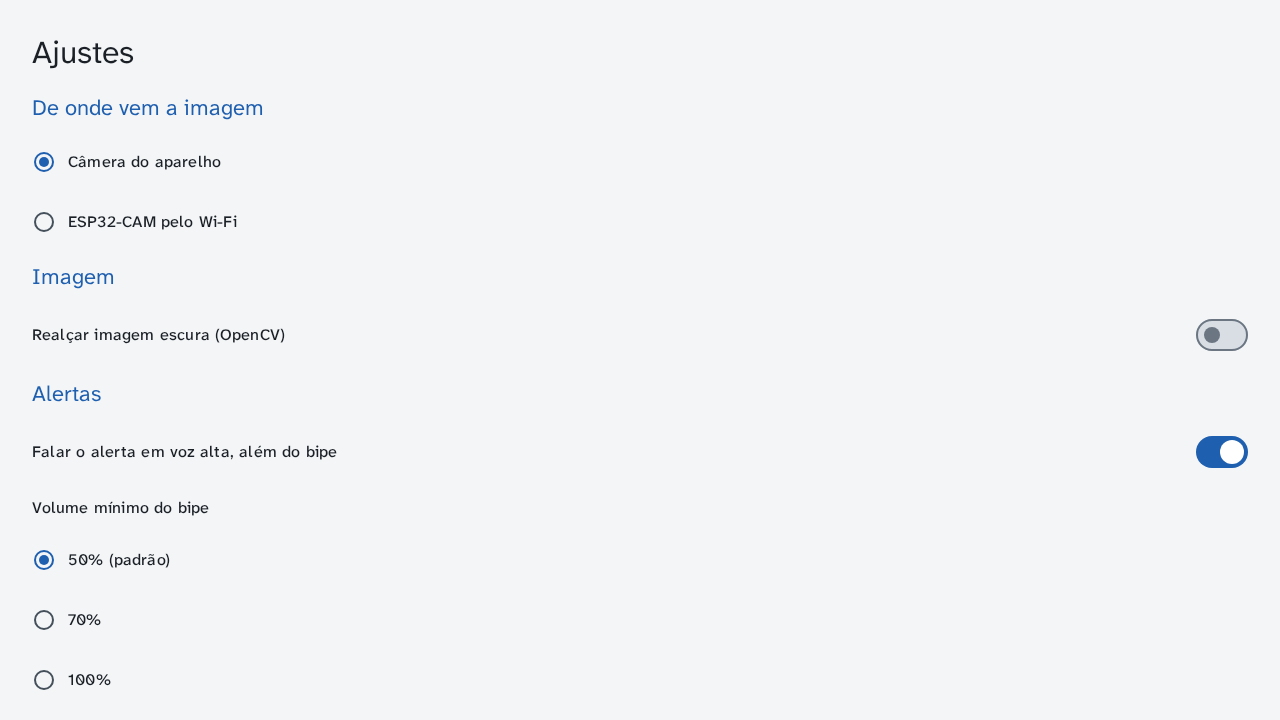 Ajustes
De onde vem a imagem
Câmera do aparelho
ESP32-CAM pelo Wi-Fi
Imagem
Realçar imagem escura (OpenCV)
Alertas
Falar o alerta em voz alta, além do bipe
Volume mínimo do bipe
50% (padrão)
70%
100%